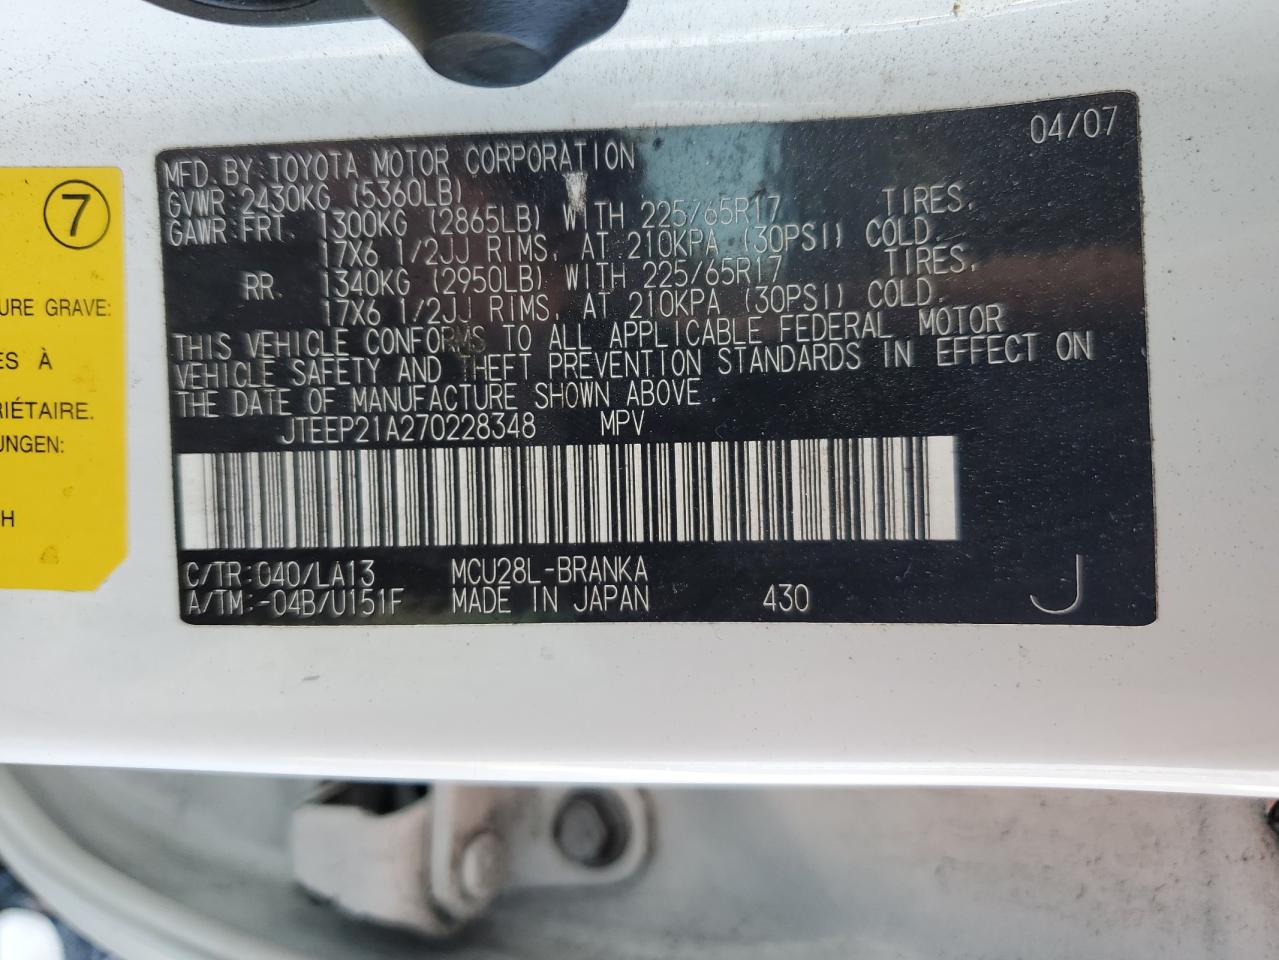 7
URE GRAVE:
ES À
RIÉTAIRE.
UNGEN:
H
04/07
MFD. BY TOYOTA MOTOR CORPORATION
GVWR 2430KG (5360LB)
GAWR FRT. 1300KG (2865LB) WITH 225/65R17 TIRES,
17X6 1/2JJ RIMS, AT 210KPA (30PSI) COLD.
RR. 1340KG (2950LB) WITH 225/65R17 TIRES,
17X6 1/2JJ RIMS, AT 210KPA (30PSI) COLD.
THIS VEHICLE CONFORMS TO ALL APPLICABLE FEDERAL MOTOR
VEHICLE SAFETY AND THEFT PREVENTION STANDARDS IN EFFECT ON
THE DATE OF MANUFACTURE SHOWN ABOVE.
JTEEP21A270228348 MPV
C/TR: 040/LA13 MCU28L-BRANKA
A/TM: -04B/U151F MADE IN JAPAN 430 J